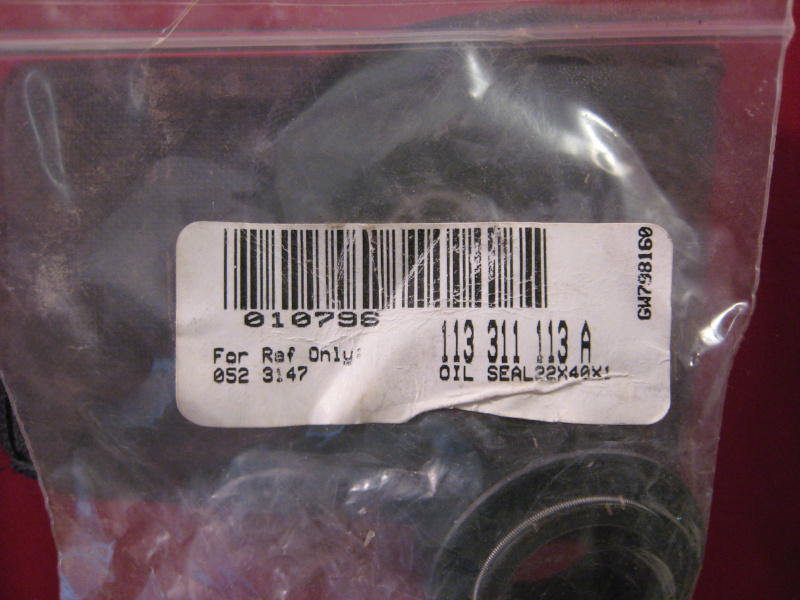 010796
For Ref Only:
052 3147
113 311 113 A
OIL SEAL22X40X1
GW798160